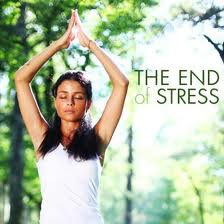 THE END
of STRESS